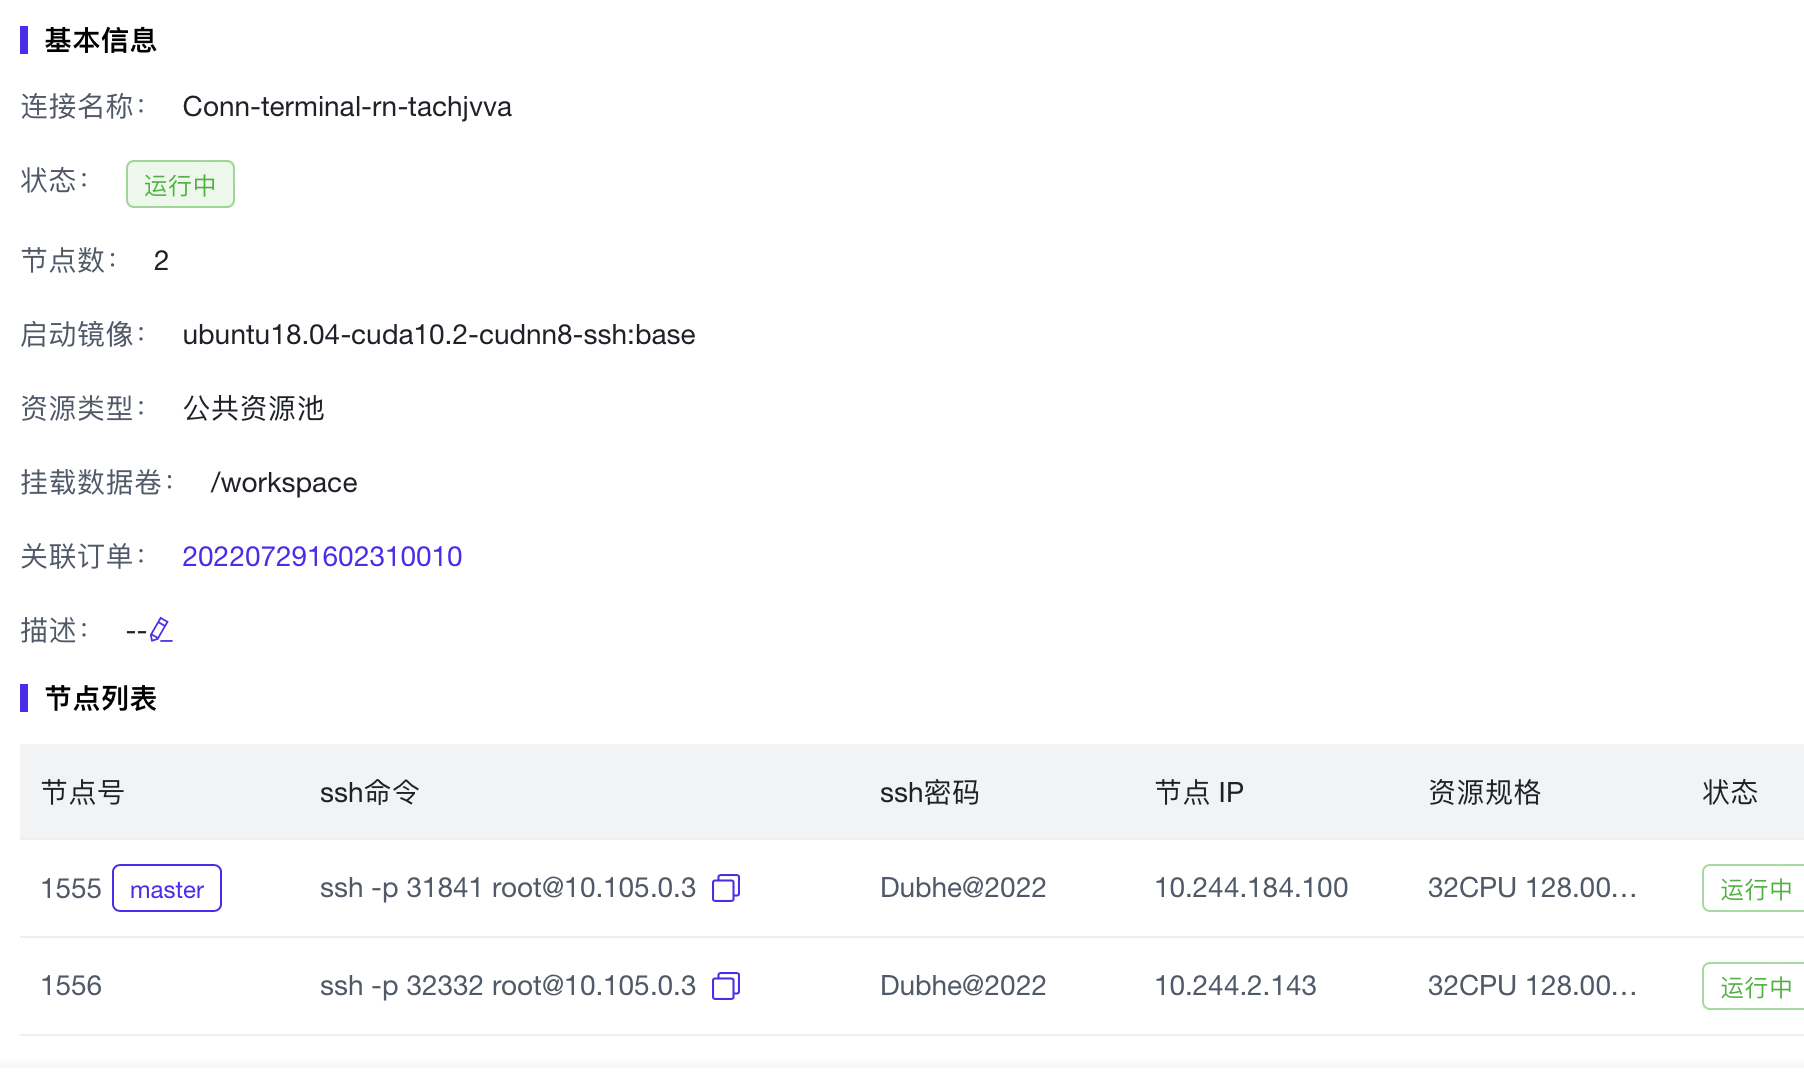 基本信息
连接名称： Conn-terminal-rn-tachjvva
状态： 运行中
节点数： 2
启动镜像： ubuntu18.04-cuda10.2-cudnn8-ssh:base
资源类型： 公共资源池
挂载数据卷： /workspace
关联订单： 202207291602310010
描述： --
节点列表
节点号 ssh命令 ssh密码 节点 IP 资源规格 状态
1555 master ssh -p 31841 root@10.105.0.3 Dubhe@2022 10.244.184.100 32CPU 128.00... 运行中
1556 ssh -p 32332 root@10.105.0.3 Dubhe@2022 10.244.2.143 32CPU 128.00... 运行中